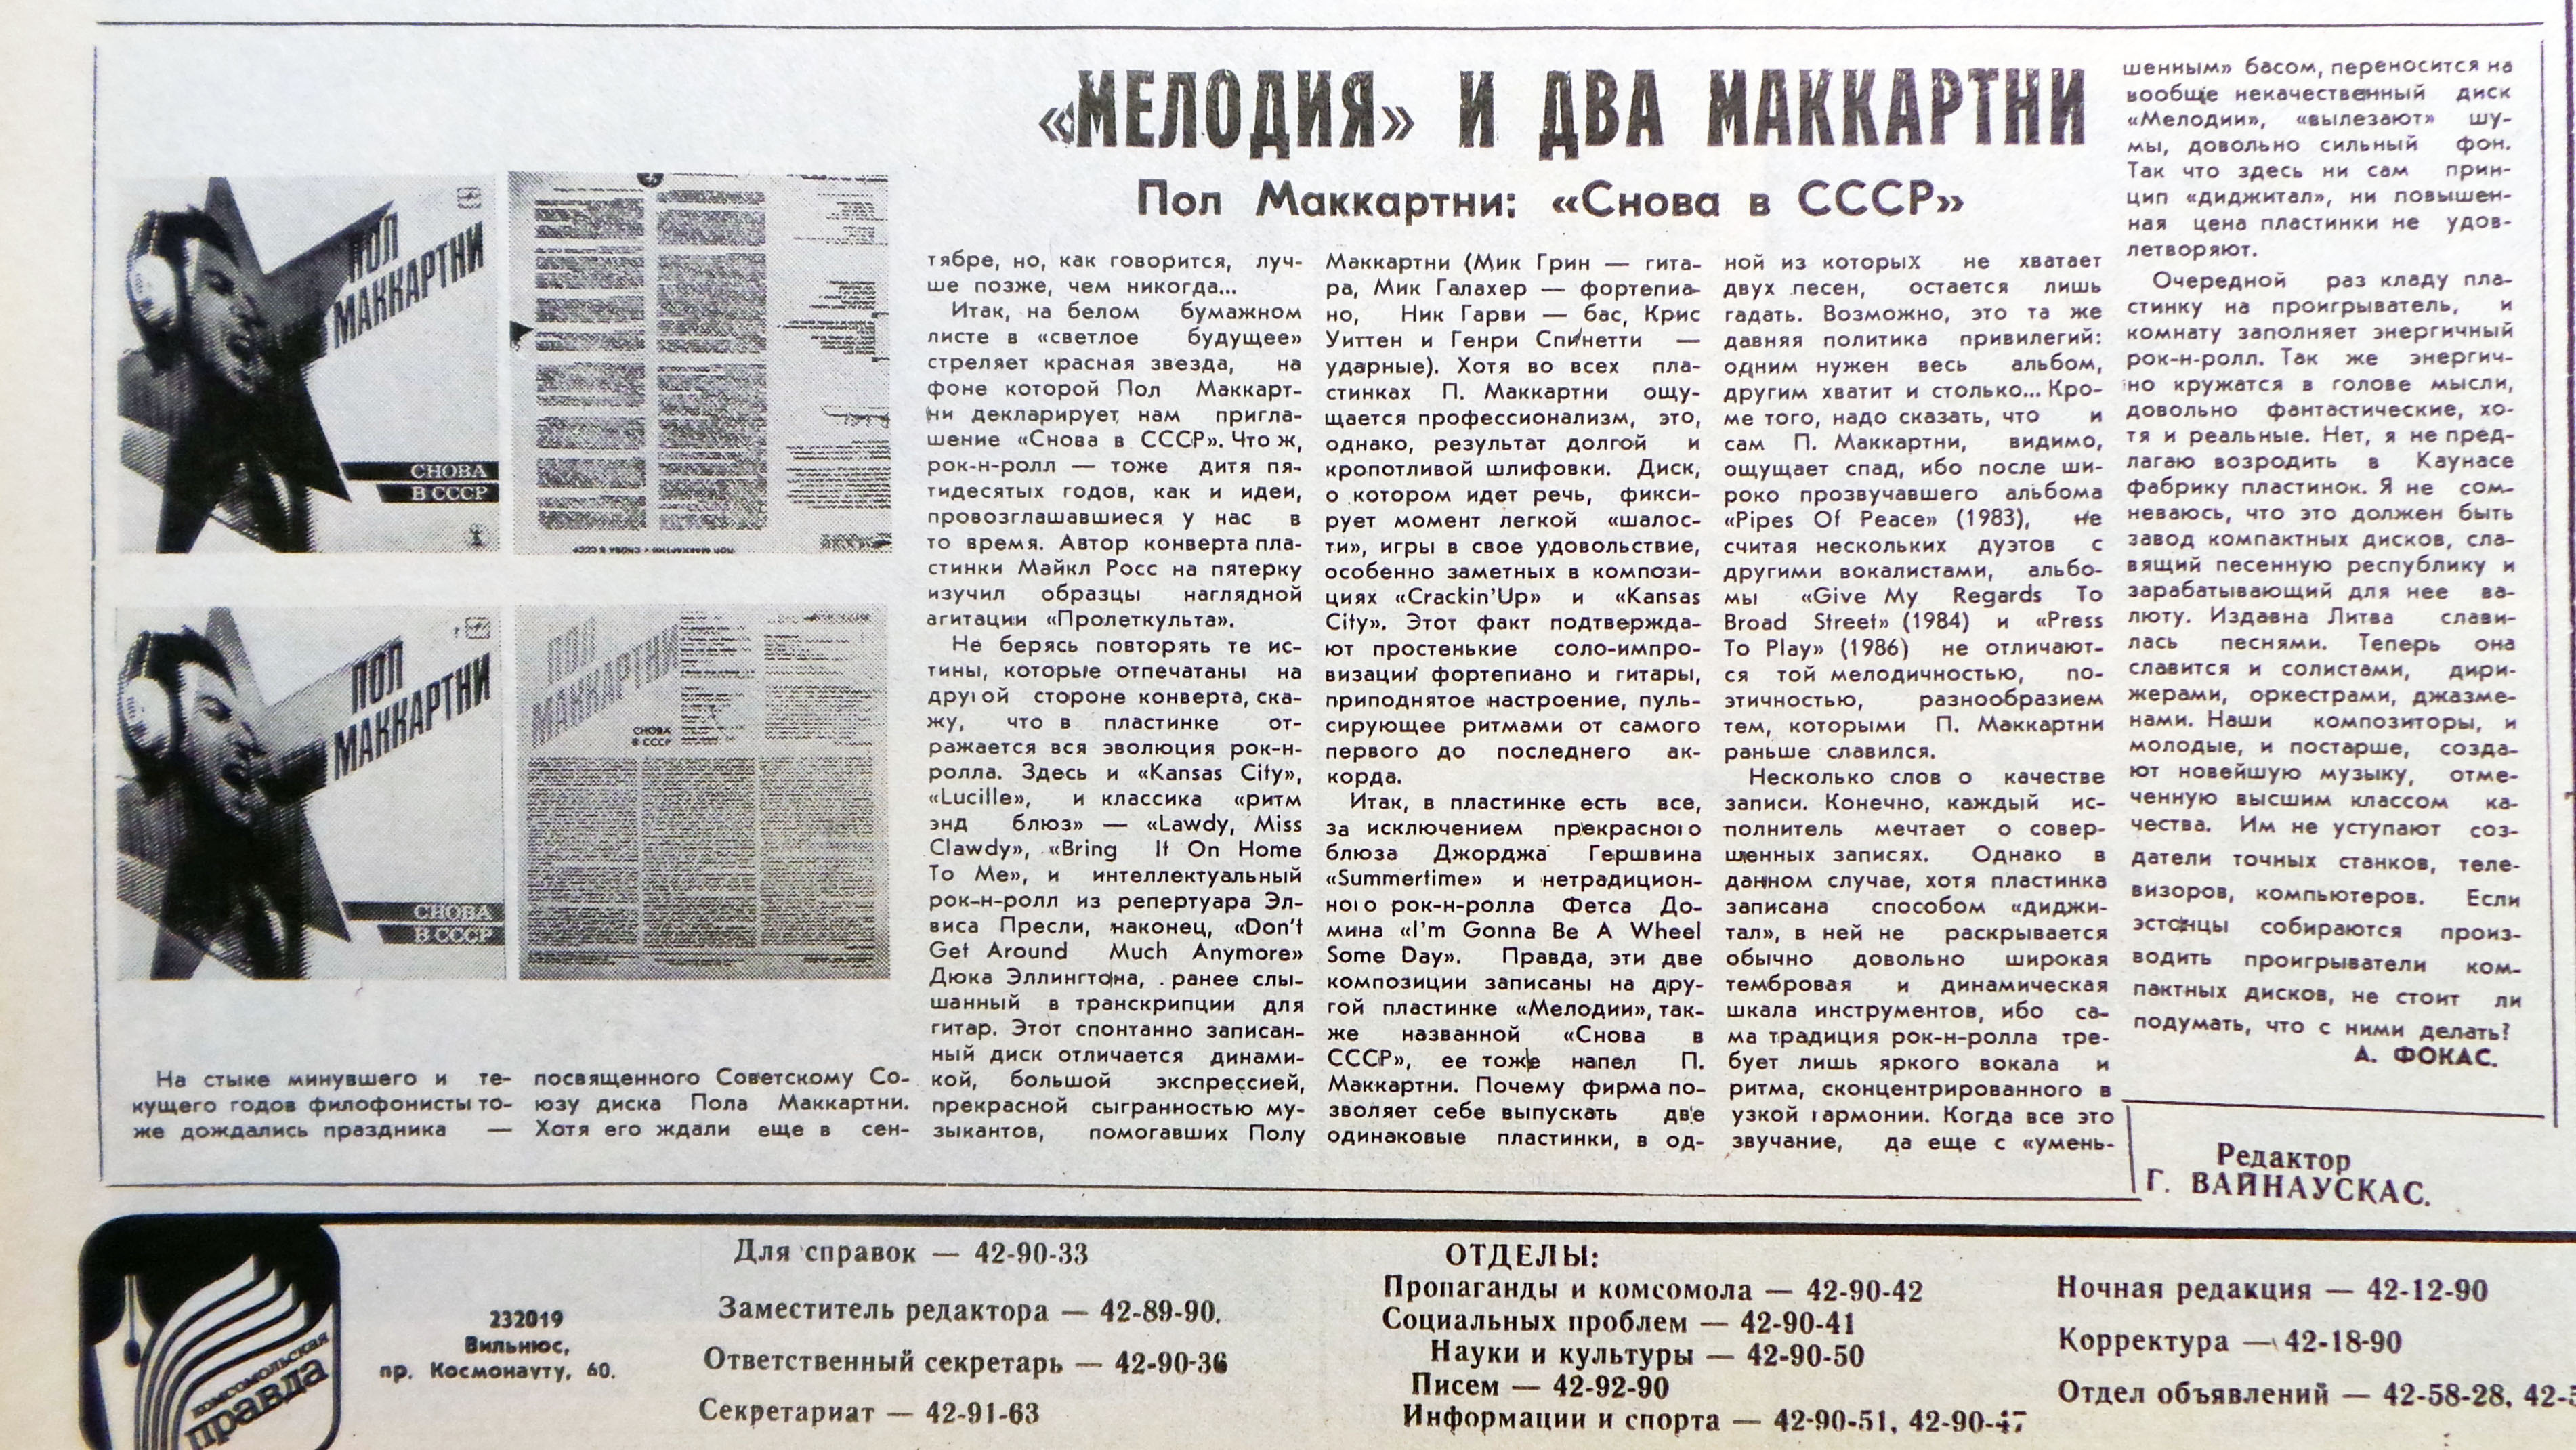 «МЕЛОДИЯ» И ДВА МАККАРТНИ
Пол Маккартни: «Снова в СССР»
ПОЛ
МАККАРТНИ
СНОВА
В СССР
ПОЛ
МАККАРТНИ
СНОВА
В СССР
ПОЛ
МАККАРТНИ
СНОВА
В СССР
На стыке минувшего и те-
кущего годов филофонисты то-
же дождались праздника —
посвященного Советскому Со-
юзу диска Пола Маккартни.
Хотя его ждали еще в сен-
тябре, но, как говорится, луч-
ше позже, чем никогда...
Итак, на белом бумажном
листе в «светлое будущее»
стреляет красная звезда, на
фоне которой Пол Маккарт-
ни декларирует нам пригла-
шение «Снова в СССР». Что ж,
рок-н-ролл — тоже дитя пя-
тидесятых годов, как и идеи,
провозглашавшиеся у нас в
то время. Автор конверта пла-
стинки Майкл Росс на пятерку
изучил образцы наглядной
агитации «Пролеткульта».
Не берясь повторять те ис-
тины, которые отпечатаны на
другой стороне конверта, ска-
жу, что в пластинке от-
ражается вся эволюция рок-н-
ролла. Здесь и «Kansas City»,
«Lucille», и классика «ритм
энд блюз» — «Lawdy, Miss
Clawdy», «Bring It On Home
To Me», и интеллектуальный
рок-н-ролл из репертуара Эл-
виса Пресли, наконец, «Don't
Get Around Much Anymore»
Дюка Эллингтона, ранее слы-
шанный в транскрипции для
гитар. Этот спонтанно записан-
ный диск отличается динами-
кой, большой экспрессией,
прекрасной сыгранностью му-
зыкантов, помогавших Полу
Маккартни (Мик Грин — гита-
ра, Мик Галахер — фортепиа-
но, Ник Гарви — бас, Крис
Уиттен и Генри Спинетти —
ударные). Хотя во всех пла-
стинках П. Маккартни ощу-
щается профессионализм, это,
однако, результат долгой и
кропотливой шлифовки. Диск,
о котором идет речь, фикси-
рует момент легкой «шалос-
ти», игры в свое удовольствие,
особенно заметных в компози-
циях «Crackin'Up» и «Kansas
City». Этот факт подтвержда-
ют простенькие соло-импро-
визации фортепиано и гитары,
приподнятое настроение, пуль-
сирующее ритмами от самого
первого до последнего ак-
корда.
Итак, в пластинке есть все,
за исключением прекрасного
блюза Джорджа Гершвина
«Summertime» и нетрадицион-
ного рок-н-ролла Фетса До-
мина «I'm Gonna Be A Wheel
Some Day». Правда, эти две
композиции записаны на дру-
гой пластинке «Мелодии», так-
же названной «Снова в
СССР», ее тоже напел П.
Маккартни. Почему фирма по-
зволяет себе выпускать две
одинаковые пластинки, в од-
ной из которых не хватает
двух песен, остается лишь
гадать. Возможно, это та же
давняя политика привилегий:
одним нужен весь альбом,
другим хватит и столько... Кро-
ме того, надо сказать, что и
сам П. Маккартни, видимо,
ощущает спад, ибо после ши-
роко прозвучавшего альбома
«Pipes Of Peace» (1983), не
считая нескольких дуэтов с
другими вокалистами, альбо-
мы «Give My Regards To
Broad Street» (1984) и «Press
To Play» (1986) не отличают-
ся той мелодичностью, по-
этичностью, разнообразием
тем, которыми П. Маккартни
раньше славился.
Несколько слов о качестве
записи. Конечно, каждый ис-
полнитель мечтает о совер-
шенных записях. Однако в
данном случае, хотя пластинка
записана способом «диджи-
тал», в ней не раскрывается
обычно довольно широкая
тембровая и динамическая
шкала инструментов, ибо са-
ма традиция рок-н-ролла тре-
бует лишь яркого вокала и
ритма, сконцентрированного в
узкой гармонии. Когда все это
звучание, да еще с «умень-
шенным» басом, переносится на
вообще некачественный диск
«Мелодии», «вылезают» шу-
мы, довольно сильный фон.
Так что здесь ни сам прин-
цип «диджитал», ни повышен-
ная цена пластинки не удов-
летворяют.
Очередной раз кладу пла-
стинку на проигрыватель, и
комнату заполняет энергичный
рок-н-ролл. Так же энергич-
но кружатся в голове мысли,
довольно фантастические, хо-
тя и реальные. Нет, я не пред-
лагаю возродить в Каунасе
фабрику пластинок. Я не сом-
неваюсь, что это должен быть
завод компактных дисков, сла-
вящий песенную республику и
зарабатывающий для нее ва-
люту. Издавна Литва слави-
лась песнями. Теперь она
славится и солистами, дири-
жерами, оркестрами, джазме-
нами. Наши композиторы, и
молодые, и постарше, созда-
ют новейшую музыку, отме-
ченную высшим классом ка-
чества. Им не уступают соз-
датели точных станков, теле-
визоров, компьютеров. Если
эстонцы собираются произ-
водить проигрыватели ком-
пактных дисков, не стоит ли
подумать, что с ними делать?
А. ФОКАС.
Редактор
Г. ВАЙНАУСКАС.
комсомольская
правда
232019
Вильнюс,
пр. Космонауту, 60.
Для справок — 42-90-33
Заместитель редактора — 42-89-90.
Ответственный секретарь — 42-90-36
Секретариат — 42-91-63
ОТДЕЛЫ:
Пропаганды и комсомола — 42-90-42
Социальных проблем — 42-90-41
Науки и культуры — 42-90-50
Писем — 42-92-90
Информации и спорта — 42-90-51, 42-90-47
Ночная редакция — 42-12-90
Корректура — 42-18-90
Отдел объявлений — 42-58-28,